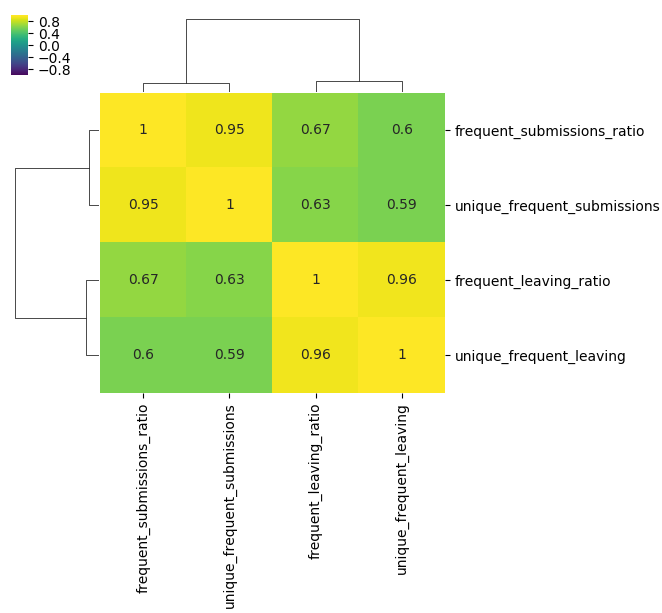 0.8
0.4
0.0
−0.4
−0.8
1 0.95 0.67 0.6 frequent_submissions_ratio
0.95 1 0.63 0.59 unique_frequent_submissions
0.67 0.63 1 0.96 frequent_leaving_ratio
0.6 0.59 0.96 1 unique_frequent_leaving
frequent_submissions_ratio
unique_frequent_submissions
frequent_leaving_ratio
unique_frequent_leaving